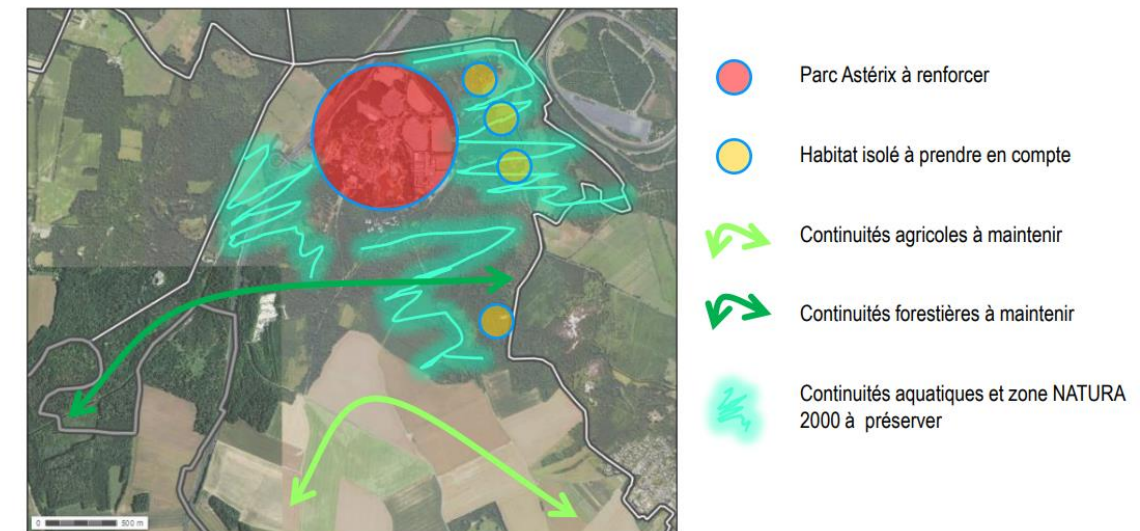 Parc Astérix à renforcer
Habitat isolé à prendre en compte
Continuités agricoles à maintenir
Continuités forestières à maintenir
Continuités aquatiques et zone NATURA
2000 à préserver
0 500 m